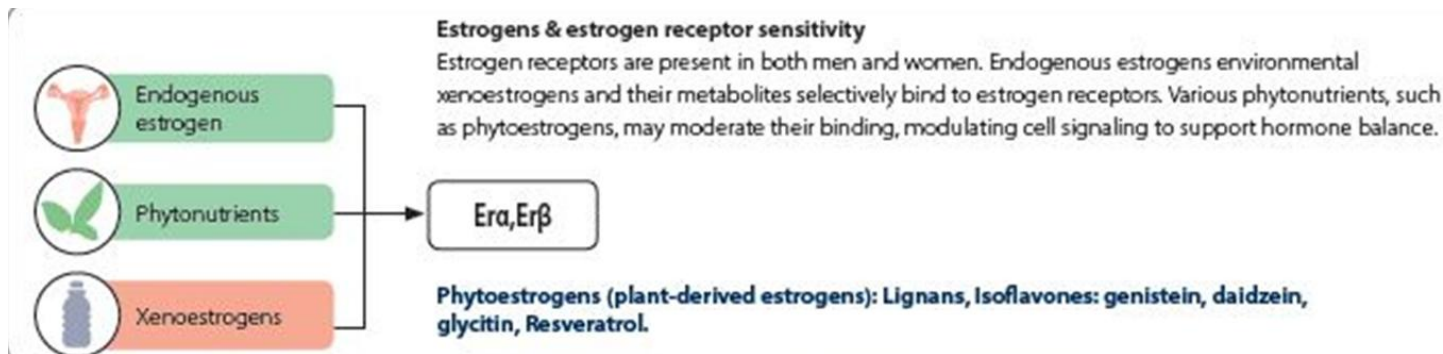 Estrogens & estrogen receptor sensitivity
Estrogen receptors are present in both men and women. Endogenous estrogens environmental
xenoestrogens and their metabolites selectively bind to estrogen receptors. Various phytonutrients, such
as phytoestrogens, may moderate their binding, modulating cell signaling to support hormone balance.
Endogenous
estrogen
Phytonutrients
Erα,Erβ
Xenoestrogens
Phytoestrogens (plant-derived estrogens): Lignans, Isoflavones: genistein, daidzein,
glycitin, Resveratrol.